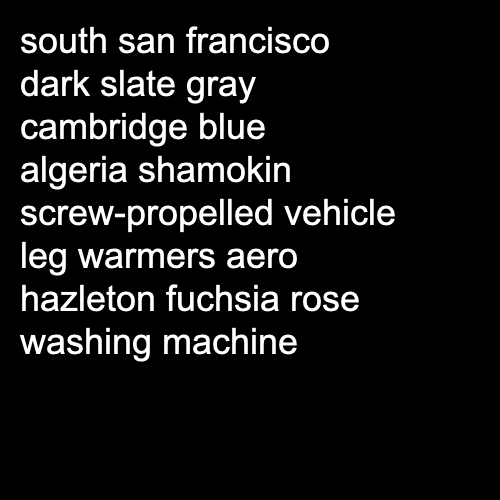 south san francisco
dark slate gray
cambridge blue
algeria shamokin
screw-propelled vehicle
leg warmers aero
hazleton fuchsia rose
washing machine